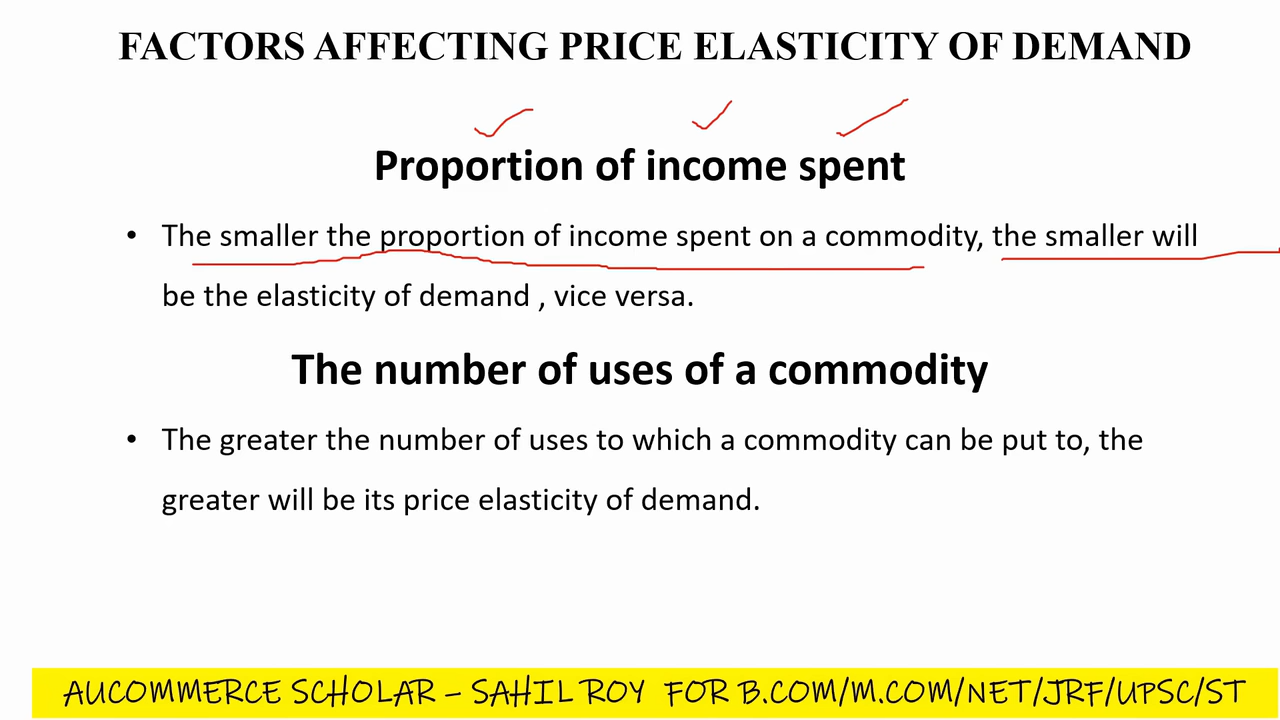 FACTORS AFFECTING PRICE ELASTICITY OF DEMAND
Proportion of income spent
• The smaller the proportion of income spent on a commodity, the smaller will
be the elasticity of demand , vice versa.
The number of uses of a commodity
• The greater the number of uses to which a commodity can be put to, the
greater will be its price elasticity of demand.
AUCOMMERCE SCHOLAR – SAHIL ROY FOR B.COM/M.COM/NET/JRF/UPSC/ST